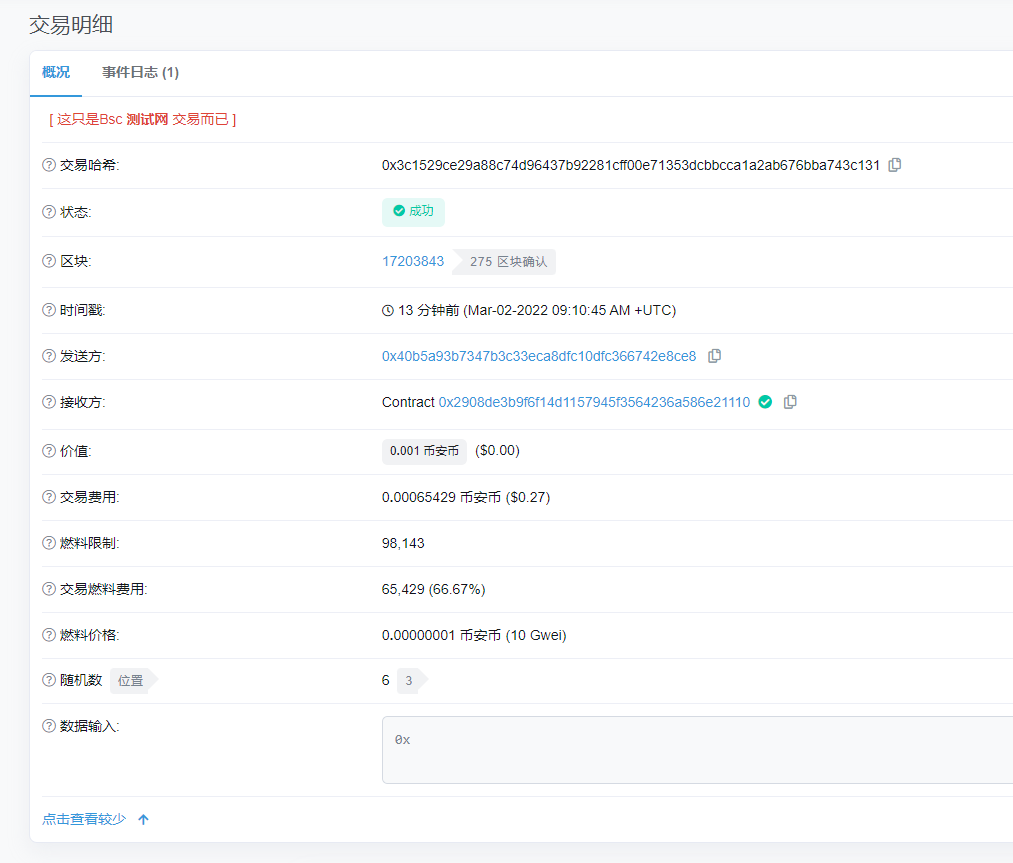 交易明细
概况 事件日志 (1)
[ 这只是Bsc 测试网 交易而已 ]
交易哈希: 0x3c1529ce29a88c74d96437b92281cff00e71353dcbbcca1a2ab676bba743c131
状态: 成功
区块: 17203843 275 区块确认
时间戳: 13 分钟前 (Mar-02-2022 09:10:45 AM +UTC)
发送方: 0x40b5a93b7347b3c33eca8dfc10dfc366742e8ce8
接收方: Contract 0x2908de3b9f6f14d1157945f3564236a586e21110
价值: 0.001 币安币 ($0.00)
交易费用: 0.00065429 币安币 ($0.27)
燃料限制: 98,143
交易燃料费用: 65,429 (66.67%)
燃料价格: 0.00000001 币安币 (10 Gwei)
随机数 位置 6 3
数据输入: 0x
点击查看较少